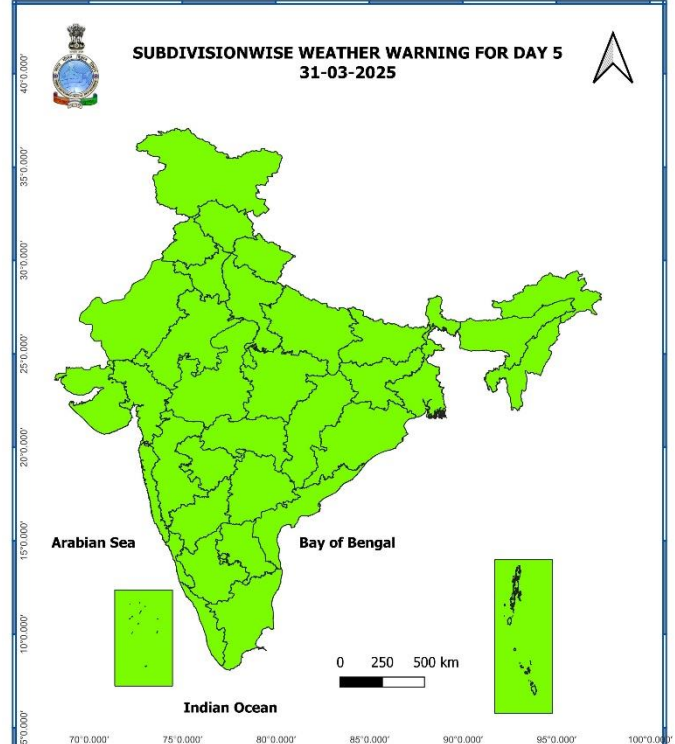 SUBDIVISIONWISE WEATHER WARNING FOR DAY 5
31-03-2025
40°0.000'
35°0.000'
30°0.000'
25°0.000'
20°0.000'
15°0.000'
10°0.000'
5°0.000'
Arabian Sea
Bay of Bengal
0 250 500 km
Indian Ocean
70°0.000' 75°0.000' 80°0.000' 85°0.000' 90°0.000' 95°0.000' 100°0.000'